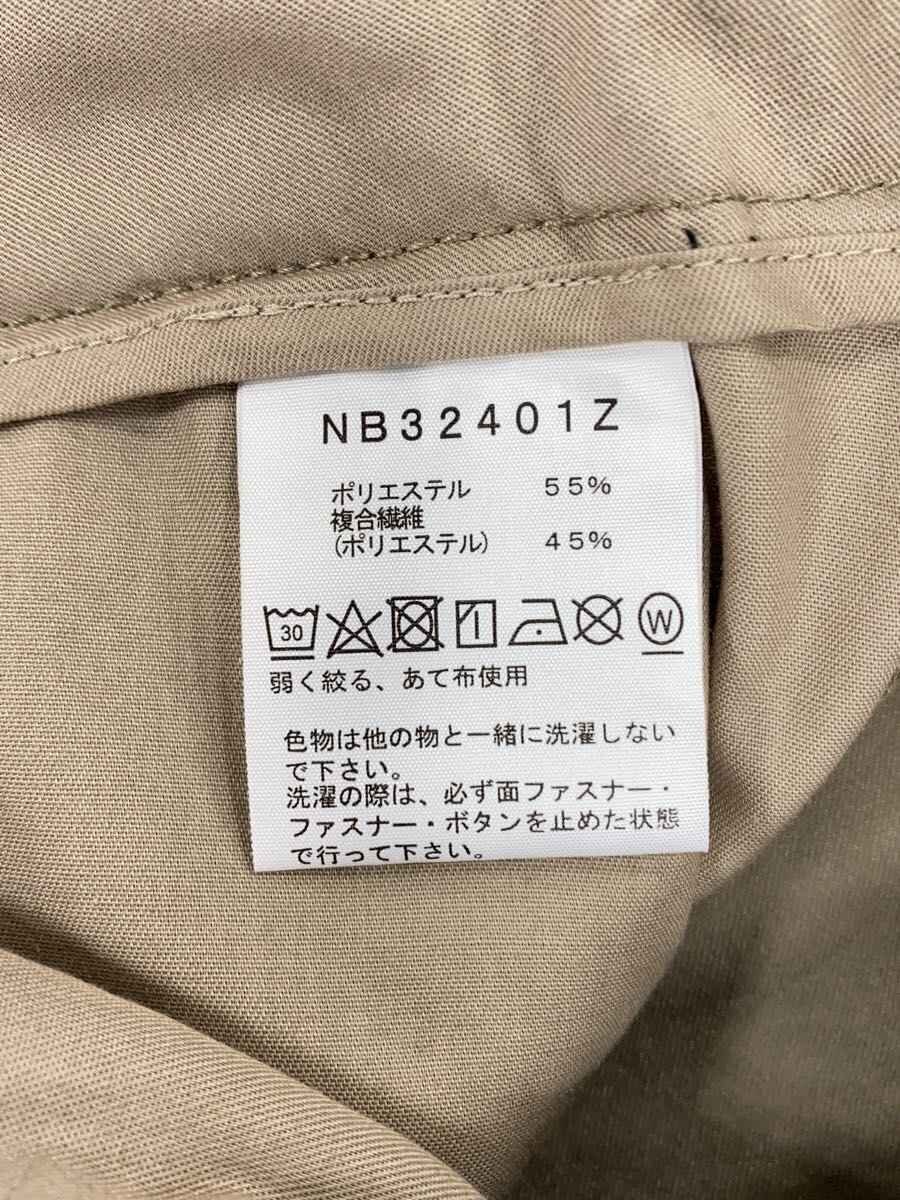 NB32401Z
ポリエステル 55%
複合繊維
(ポリエステル) 45%
30 W
弱く絞る、あて布使用
色物は他の物と一緒に洗濯しない
で下さい。
洗濯の際は、必ず面ファスナー・
ファスナー・ボタンを止めた状態
で行って下さい。